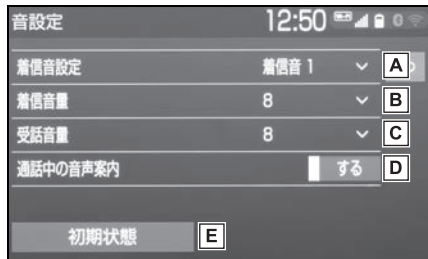 音設定 12:50
着信音設定 着信音 1 A
着信音量 8 B
受話音量 8 C
通話中の音声案内 する D
初期状態 E